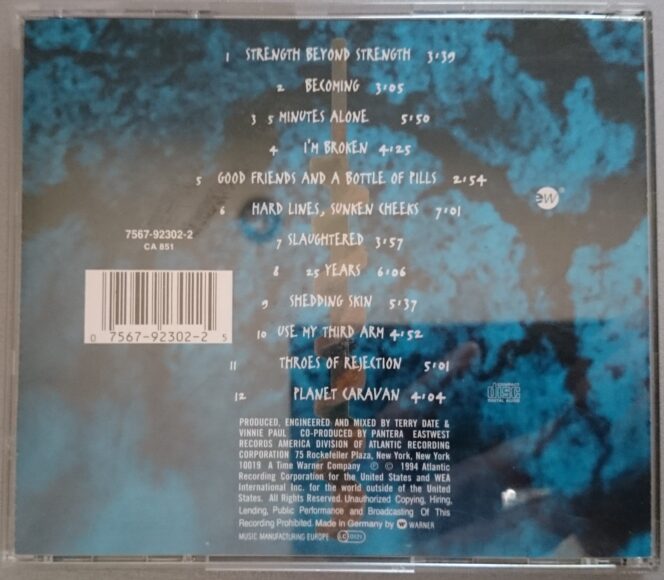 1 STRENGTH BEYOND STRENGTH 3:39
2 BECOMING 3:05
3 5 MINUTES ALONE 5:50
4 I'M BROKEN 4:25
5 GOOD FRIENDS AND A BOTTLE OF PILLS 2:54
6 HARD LINES, SUNKEN CHEEKS 7:01
7 SLAUGHTERED 3:57
8 25 YEARS 6:06
9 SHEDDING SKIN 5:37
10 USE MY THIRD ARM 4:52
11 THROES OF REJECTION 5:01
12 PLANET CARAVAN 4:04
ew®
7567-92302-2
CA 851
0 7567-92302-2 5
COMPACT
disc
DIGITAL AUDIO
PRODUCED, ENGINEERED AND MIXED BY TERRY DATE &
VINNIE PAUL CO-PRODUCED BY PANTERA EASTWEST
RECORDS AMERICA DIVISION OF ATLANTIC RECORDING
CORPORATION 75 Rockefeller Plaza, New York, New York
10019 A Time Warner Company ℗ © 1994 Atlantic
Recording Corporation for the United States and WEA
International Inc. for the world outside of the United
States. All Rights Reserved. Unauthorized Copying, Hiring,
Lending, Public Performance and Broadcasting Of This
Recording Prohibited. Made in Germany by WARNER
MUSIC MANUFACTURING EUROPE LC